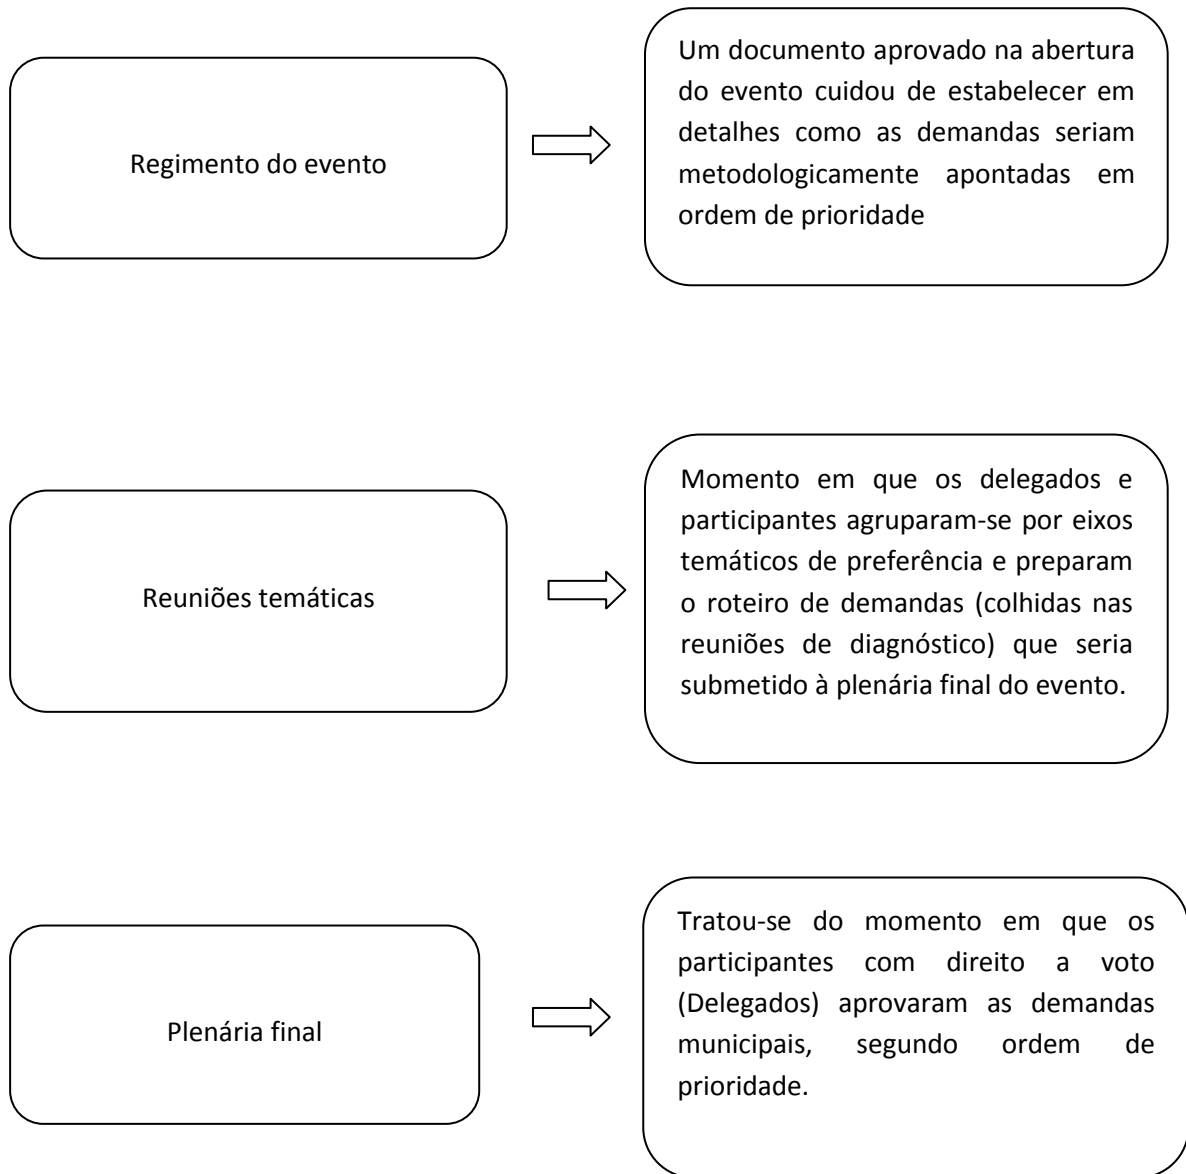 Regimento do evento
Um documento aprovado na abertura
do evento cuidou de estabelecer em
detalhes como as demandas seriam
metodologicamente apontadas em
ordem de prioridade
Reuniões temáticas
Momento em que os delegados e
participantes agruparam-se por eixos
temáticos de preferência e preparam
o roteiro de demandas (colhidas nas
reuniões de diagnóstico) que seria
submetido à plenária final do evento.
Plenária final
Tratou-se do momento em que os
participantes com direito a voto
(Delegados) aprovaram as demandas
municipais, segundo ordem de
prioridade.